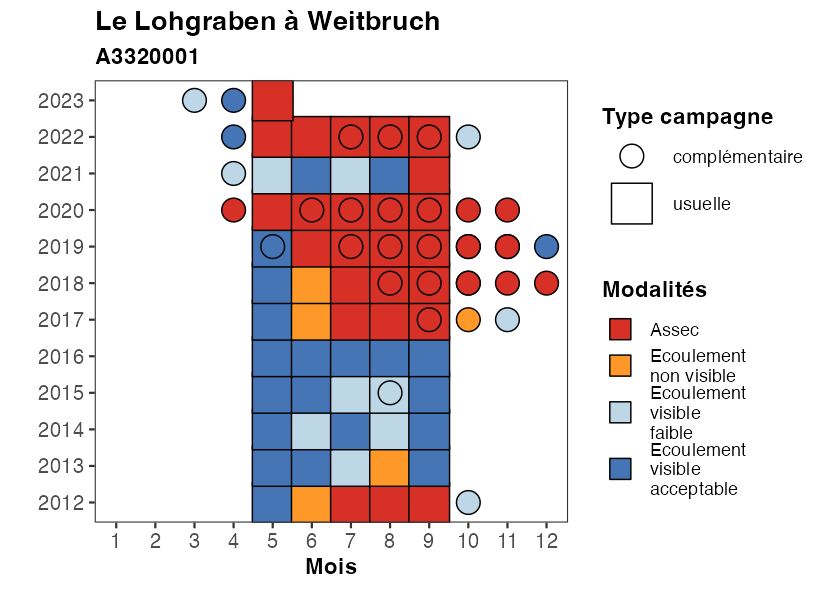 Le Lohgraben à Weitbruch
A3320001
2023
2022
2021
2020
2019
2018
2017
2016
2015
2014
2013
2012
1 2 3 4 5 6 7 8 9 10 11 12
Mois
Type campagne
complémentaire
usuelle
Modalités
Assec
Ecoulement
non visible
Ecoulement
visible
faible
Ecoulement
visible
acceptable